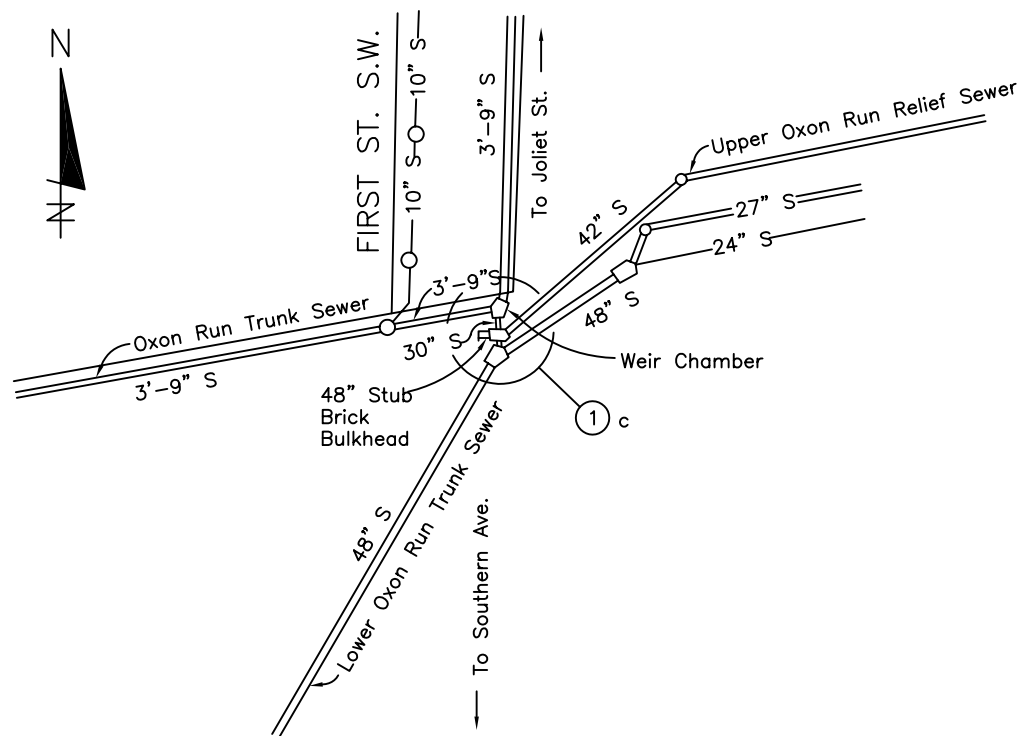 N
FIRST ST. S.W.
10" S
10" S
3'-9" S
To Joliet St.
Upper Oxon Run Relief Sewer
42" S
27" S
24" S
48" S
3'-9" S
Oxon Run Trunk Sewer
3'-9" S
30" S
Weir Chamber
48" Stub
Brick
Bulkhead
1 c
48" S
Lower Oxon Run Trunk Sewer
To Southern Ave.